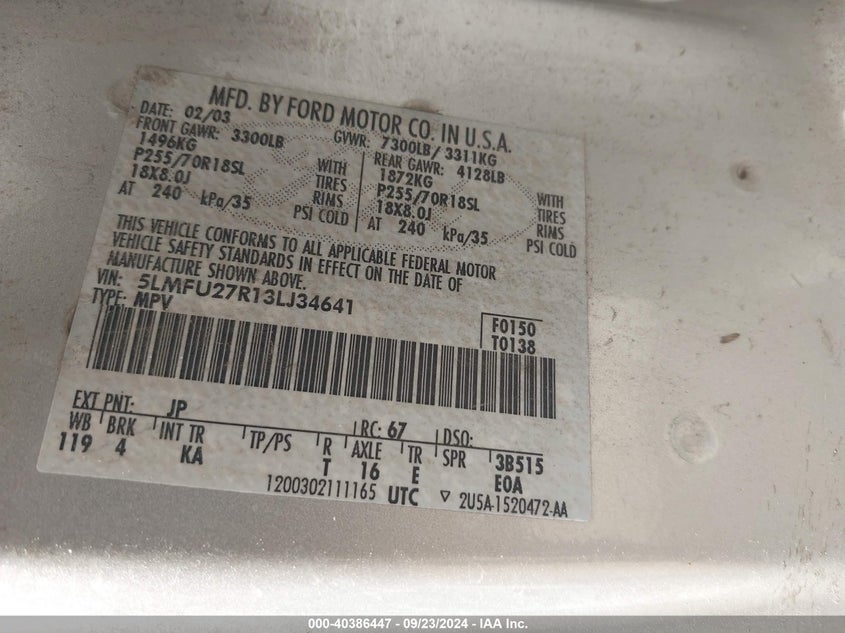 MFD. BY FORD MOTOR CO. IN U.S.A.
DATE: 02/03 GVWR: 7300LB/ 3311KG
FRONT GAWR: 3300LB REAR GAWR: 4128LB
1496KG WITH 1872KG WITH
P255/70R18SL TIRES P255/70R18SL TIRES
18X8.0J RIMS 18X8.0J RIMS
AT 240 kPa/35 PSI COLD AT 240 kPa/35 PSI COLD
THIS VEHICLE CONFORMS TO ALL APPLICABLE FEDERAL MOTOR
VEHICLE SAFETY STANDARDS IN EFFECT ON THE DATE OF
MANUFACTURE SHOWN ABOVE.
VIN: 5LMFU27R13LJ34641
TYPE: MPV
F0150
T0138
EXT PNT: JP RC: 67 DSO:
WB BRK INT TR TP/PS R AXLE TR SPR 3B515
119 4 KA T 16 E E0A
1200302111165 UTC ▽ 2U5A-1520472-AA
000-40386447 - 09/23/2024 - IAA Inc.